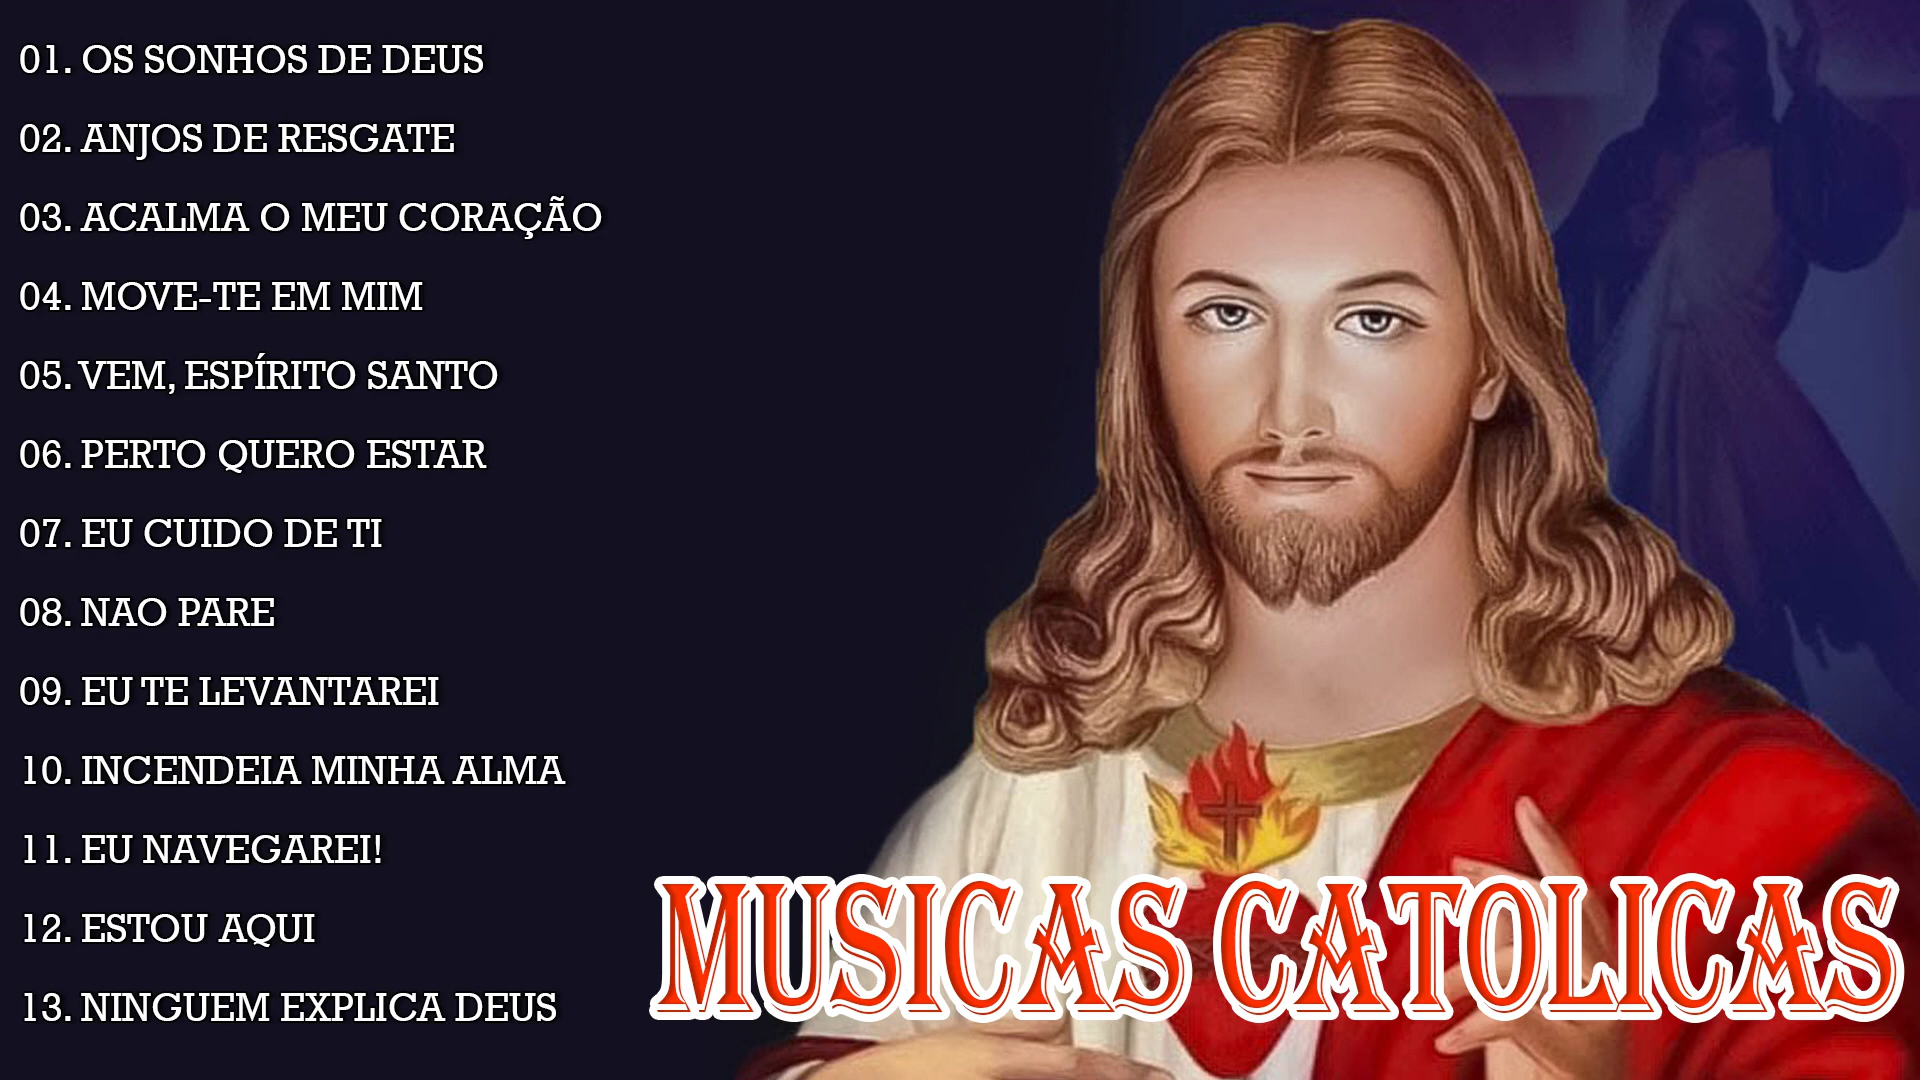 01. OS SONHOS DE DEUS
02. ANJOS DE RESGATE
03. ACALMA O MEU CORAÇÃO
04. MOVE-TE EM MIM
05. VEM, ESPÍRITO SANTO
06. PERTO QUERO ESTAR
07. EU CUIDO DE TI
08. NAO PARE
09. EU TE LEVANTAREI
10. INCENDEIA MINHA ALMA
11. EU NAVEGAREI!
12. ESTOU AQUI
13. NINGUEM EXPLICA DEUS
MUSICAS CATOLICAS